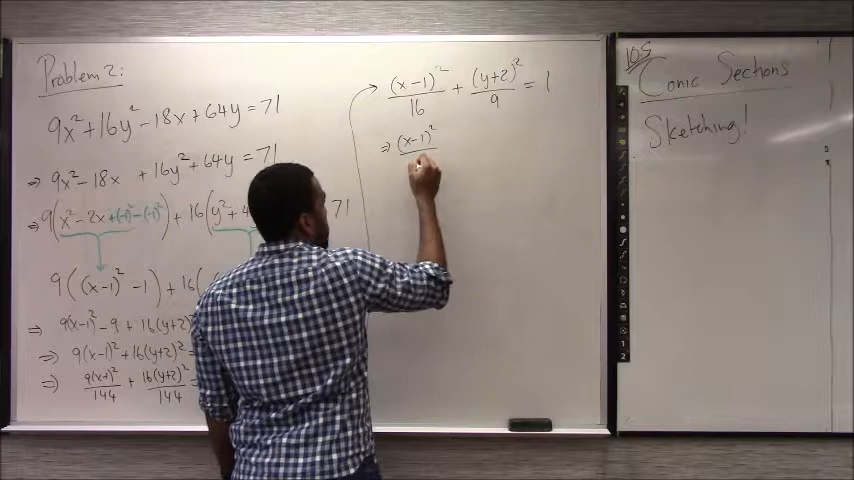 Problem 2:
9x² + 16y² - 18x + 64y = 71
⇒ 9x² - 18x + 16y² + 64y = 71
⇒ 9(x² - 2x + (-1)² - (-1)²) + 16(y² + 4 71
9((x-1)² - 1) + 16(
⇒ 9(x-1)² - 9 + 16(y+2)²
⇒ 9(x-1)² + 16(y+2)² =
⇒ 9(x-1)²/144 + 16(y+2)²/144 =
(x-1)²/16 + (y+2)²/9 = 1
⇒ (x-1)²
105
Conic Sections
Sketching!